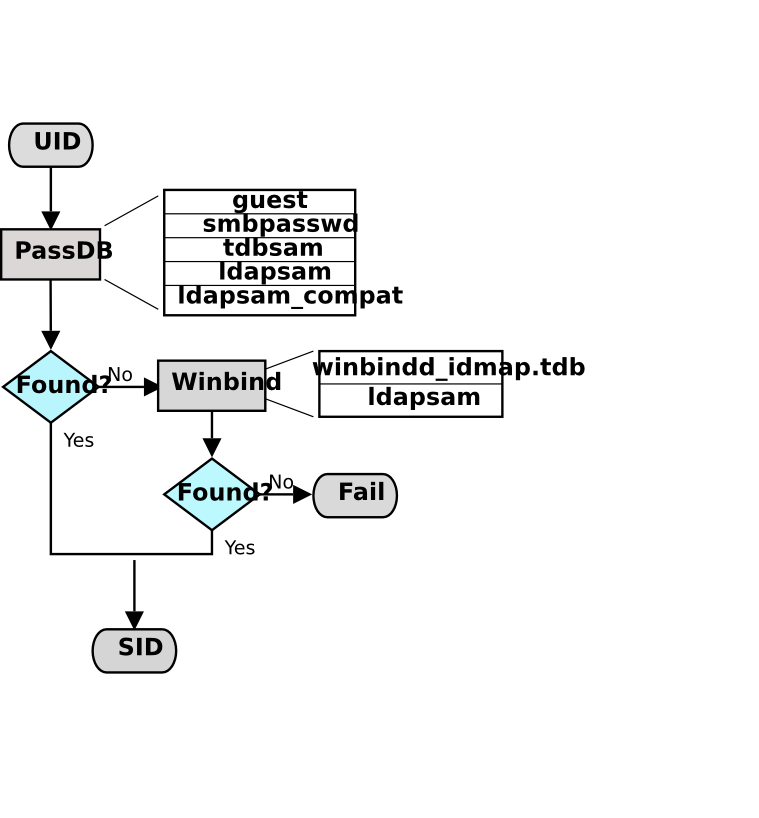 UID
PassDB
guest
smbpasswd
tdbsam
ldapsam
ldapsam_compat
Found?
No
Winbind
winbindd_idmap.tdb
ldapsam
Yes
Found?
No
Fail
Yes
SID